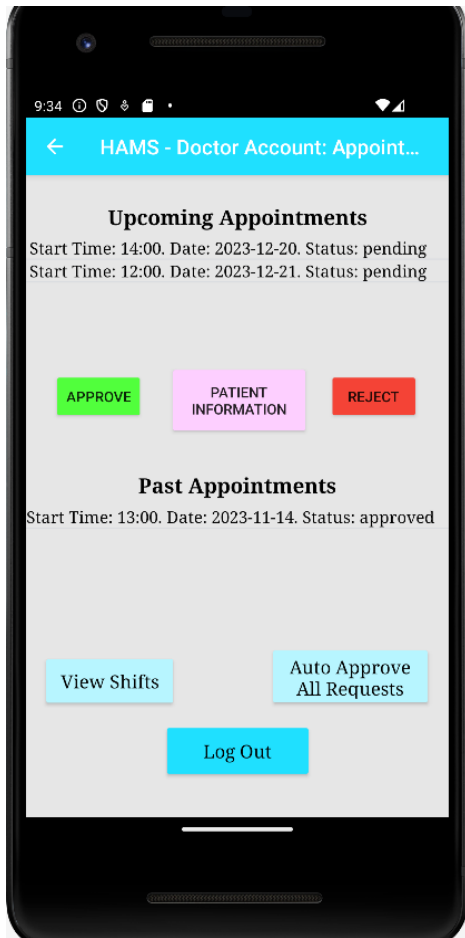 9:34
HAMS - Doctor Account: Appoint...
Upcoming Appointments
Start Time: 14:00. Date: 2023-12-20. Status: pending
Start Time: 12:00. Date: 2023-12-21. Status: pending
APPROVE
PATIENT
INFORMATION
REJECT
Past Appointments
Start Time: 13:00. Date: 2023-11-14. Status: approved
View Shifts
Auto Approve
All Requests
Log Out